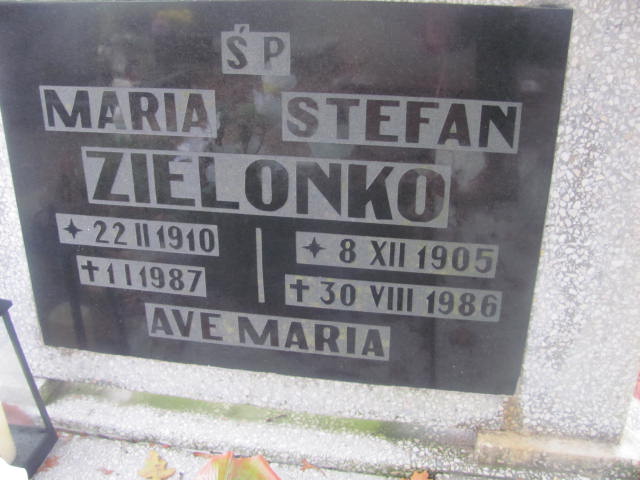 ŚP
MARIA STEFAN
ZIELONKO
✦ 22 II 1910 ✦ 8 XII 1905
✝ 1 I 1987 ✝ 30 VIII 1986
AVE MARIA